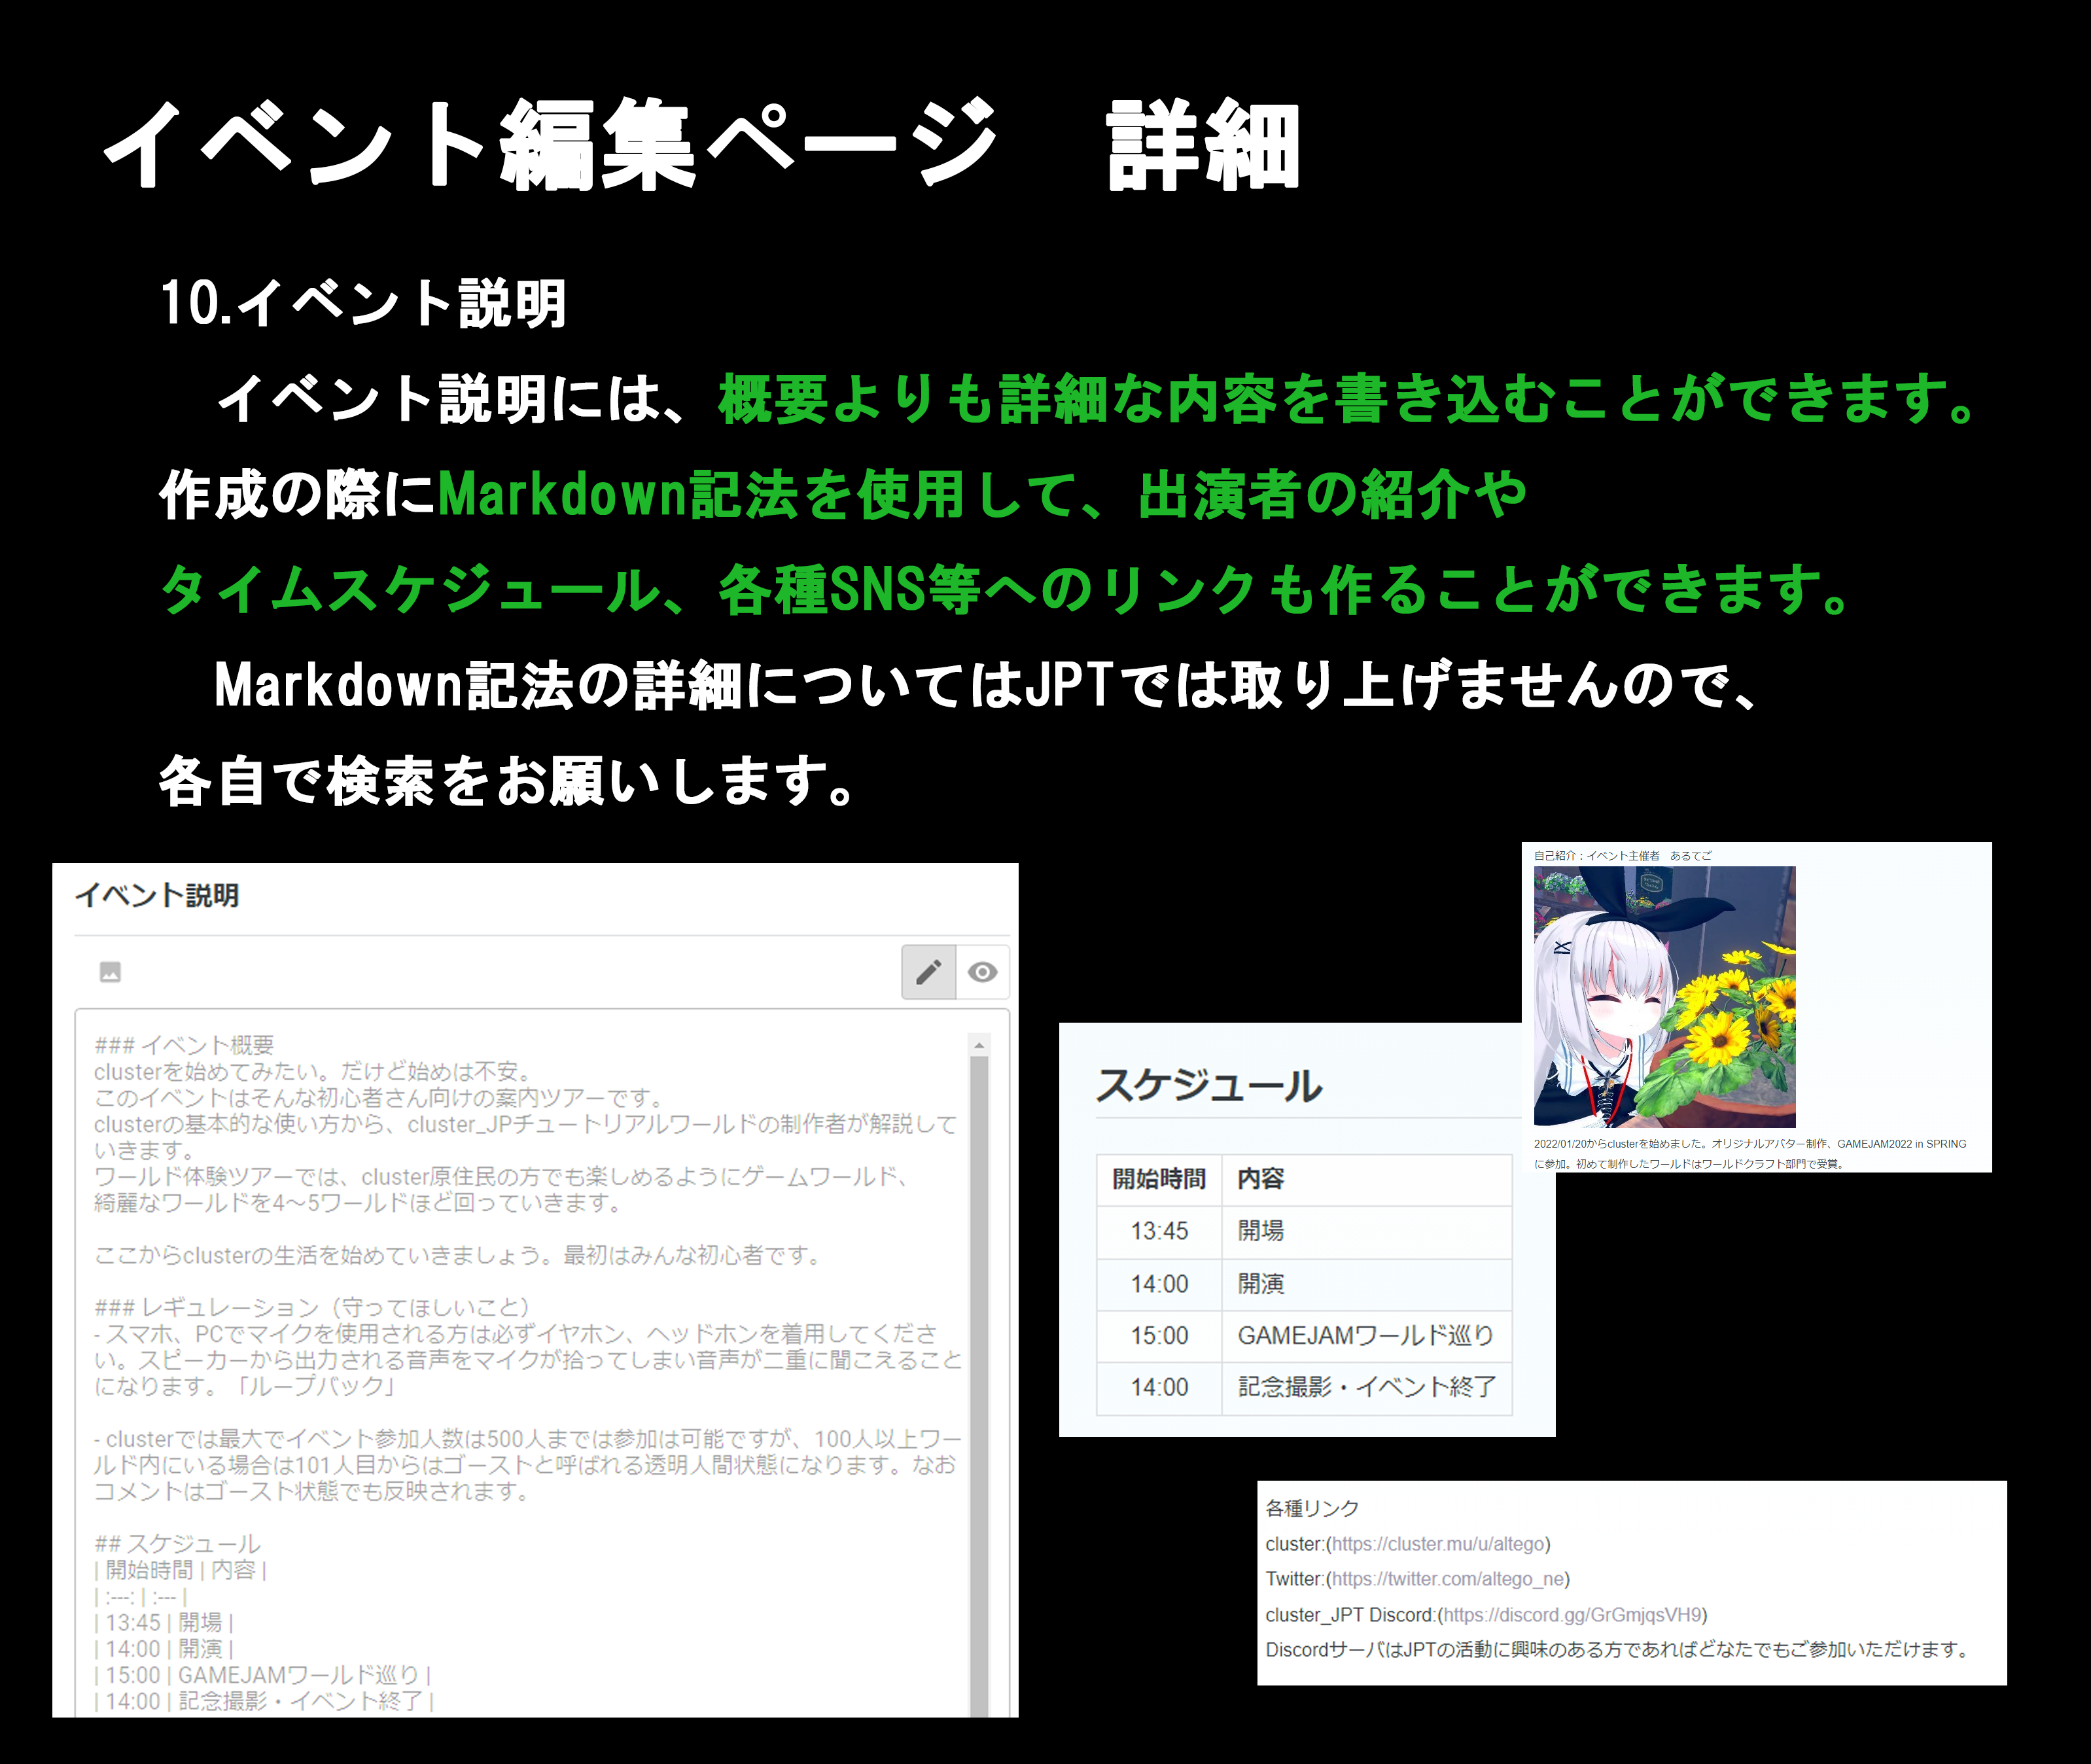 イベント編集ページ　詳細
10.イベント説明
　イベント説明には、概要よりも詳細な内容を書き込むことができます。
作成の際にMarkdown記法を使用して、出演者の紹介や
タイムスケジュール、各種SNS等へのリンクも作ることができます。
　Markdown記法の詳細についてはJPTでは取り上げませんので、
各自で検索をお願いします。
イベント説明
### イベント概要
clusterを始めてみたい。だけど始めは不安。
このイベントはそんな初心者さん向けの案内ツアーです。
clusterの基本的な使い方から、cluster_JPチュートリアルワールドの制作者が解説して
いきます。
ワールド体験ツアーでは、cluster原住民の方でも楽しめるようにゲームワールド、
綺麗なワールドを4～5ワールドほど回っていきます。
ここからclusterの生活を始めていきましょう。最初はみんな初心者です。
### レギュレーション（守ってほしいこと）
- スマホ、PCでマイクを使用される方は必ずイヤホン、ヘッドホンを着用してくださ
い。スピーカーから出力される音声をマイクが拾ってしまい音声が二重に聞こえること
になります。「ループバック」
- clusterでは最大でイベント参加人数は500人までは参加は可能ですが、100人以上ワー
ルド内にいる場合は101人目からはゴーストと呼ばれる透明人間状態になります。なお
コメントはゴースト状態でも反映されます。
## スケジュール
| 開始時間 | 内容 |
| :---: | :--- |
| 13:45 | 開場 |
| 14:00 | 開演 |
| 15:00 | GAMEJAMワールド巡り |
| 14:00 | 記念撮影・イベント終了 |
スケジュール
開始時間 内容
13:45 開場
14:00 開演
15:00 GAMEJAMワールド巡り
14:00 記念撮影・イベント終了
自己紹介：イベント主催者　あるてご
2022/01/20からclusterを始めました。オリジナルアバター制作、GAMEJAM2022 in SPRING
に参加。初めて制作したワールドはワールドクラフト部門で受賞。
各種リンク
cluster:(https://cluster.mu/u/altego)
Twitter:(https://twitter.com/altego_ne)
cluster_JPT Discord:(https://discord.gg/GrGmjqsVH9)
DiscordサーバはJPTの活動に興味のある方であればどなたでもご参加いただけます。